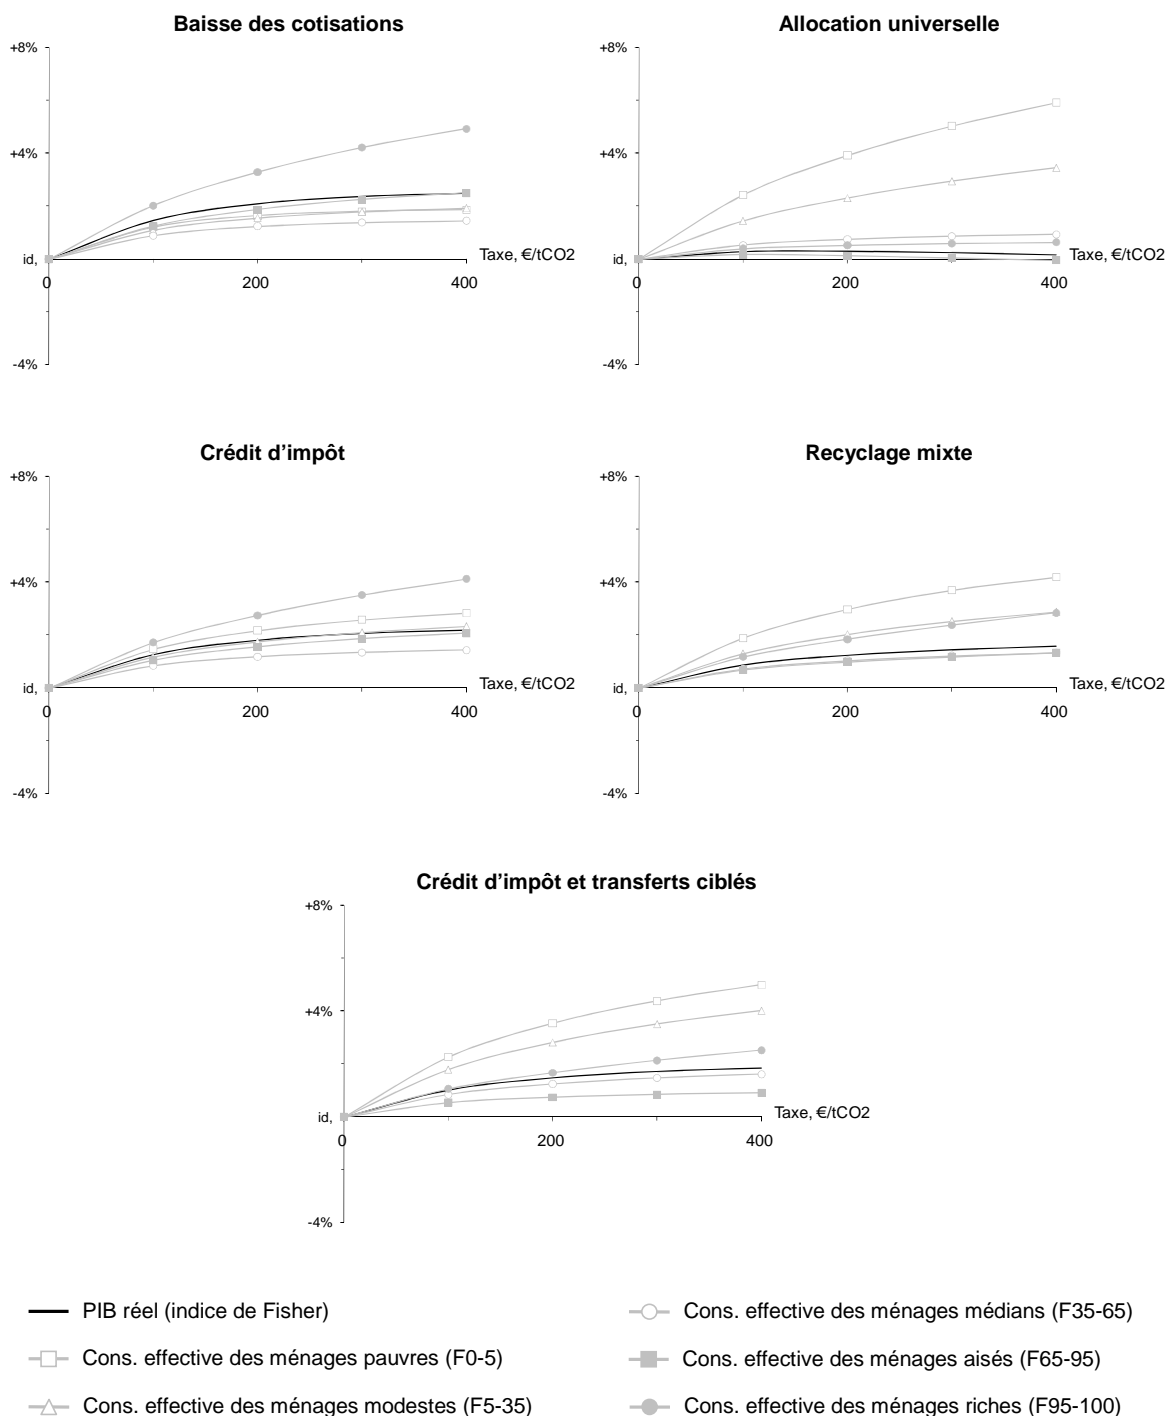 Baisse des cotisations
+8%
+4%
id,
Taxe, €/tCO2
0
200
400
-4%
Allocation universelle
+8%
+4%
id,
Taxe, €/tCO2
0
200
400
-4%
Crédit d’impôt
+8%
+4%
id,
Taxe, €/tCO2
0
200
400
-4%
Recyclage mixte
+8%
+4%
id,
Taxe, €/tCO2
0
200
400
-4%
Crédit d’impôt et transferts ciblés
+8%
+4%
id,
Taxe, €/tCO2
0
200
400
-4%
PIB réel (indice de Fisher)
Cons. effective des ménages pauvres (F0-5)
Cons. effective des ménages modestes (F5-35)
Cons. effective des ménages médians (F35-65)
Cons. effective des ménages aisés (F65-95)
Cons. effective des ménages riches (F95-100)